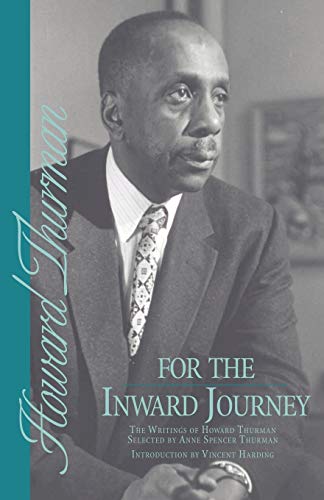 Howard Thurman
FOR THE
INWARD JOURNEY
THE WRITINGS OF HOWARD THURMAN
SELECTED BY ANNE SPENCER THURMAN
INTRODUCTION BY VINCENT HARDING